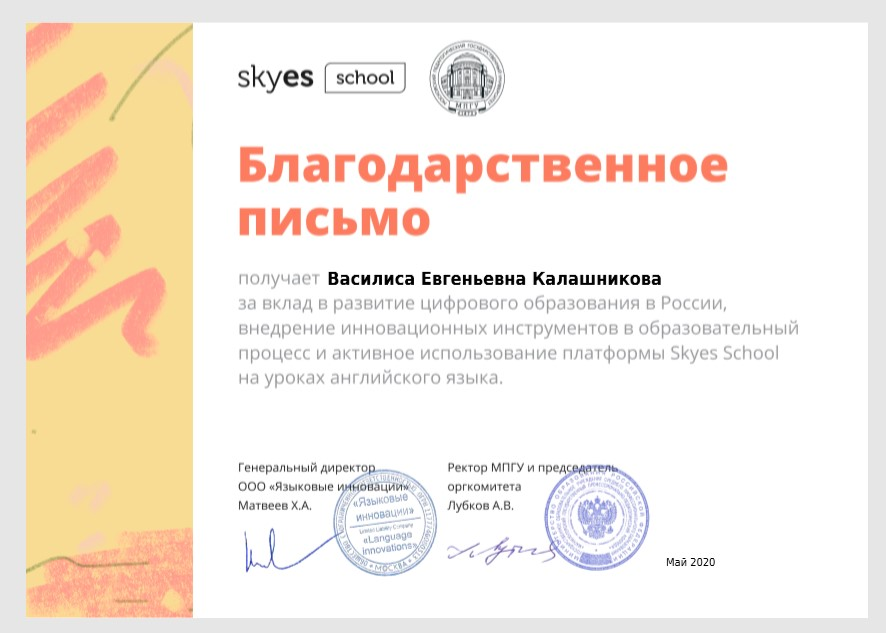 skyes school
МПГУ
1872
Благодарственное
письмо
получает Василиса Евгеньевна Калашникова
за вклад в развитие цифрового образования в России,
внедрение инновационных инструментов в образовательный
процесс и активное использование платформы Skyes School
на уроках английского языка.
Генеральный директор
ООО «Языковые инновации»
Матвеев Х.А.
«Языковые
инновации»
Limited Liability Company
«Language
innovations»
МОСКВА
Ректор МПГУ и председатель
оргкомитета
Лубков А.В.
Май 2020